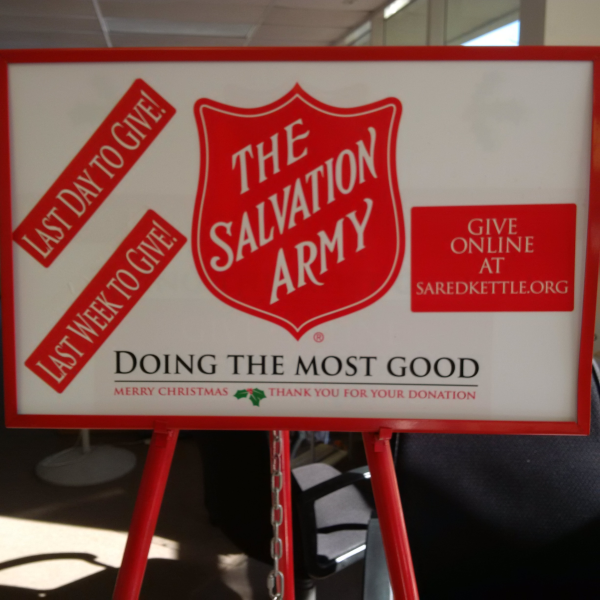 LAST DAY TO GIVE!
LAST WEEK TO GIVE!
THE
SALVATION
ARMY
®
GIVE
ONLINE
AT
SAREDKETTLE.ORG
DOING THE MOST GOOD
MERRY CHRISTMAS THANK YOU FOR YOUR DONATION